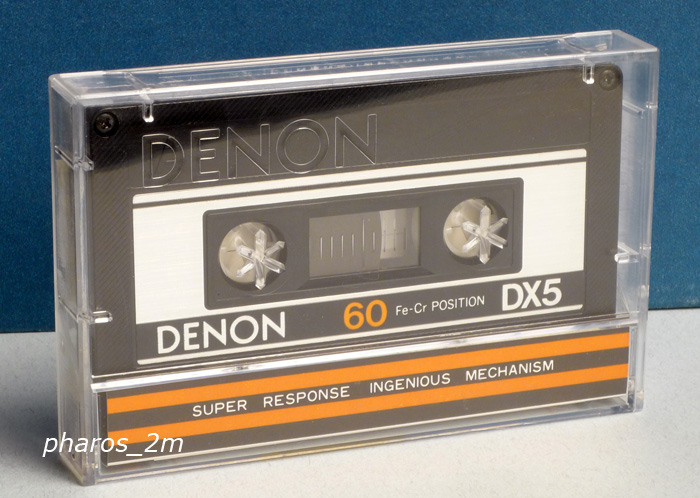 DENON
DENON 60 Fe-Cr POSITION DX5
SUPER RESPONSE INGENIOUS MECHANISM
pharos_2m